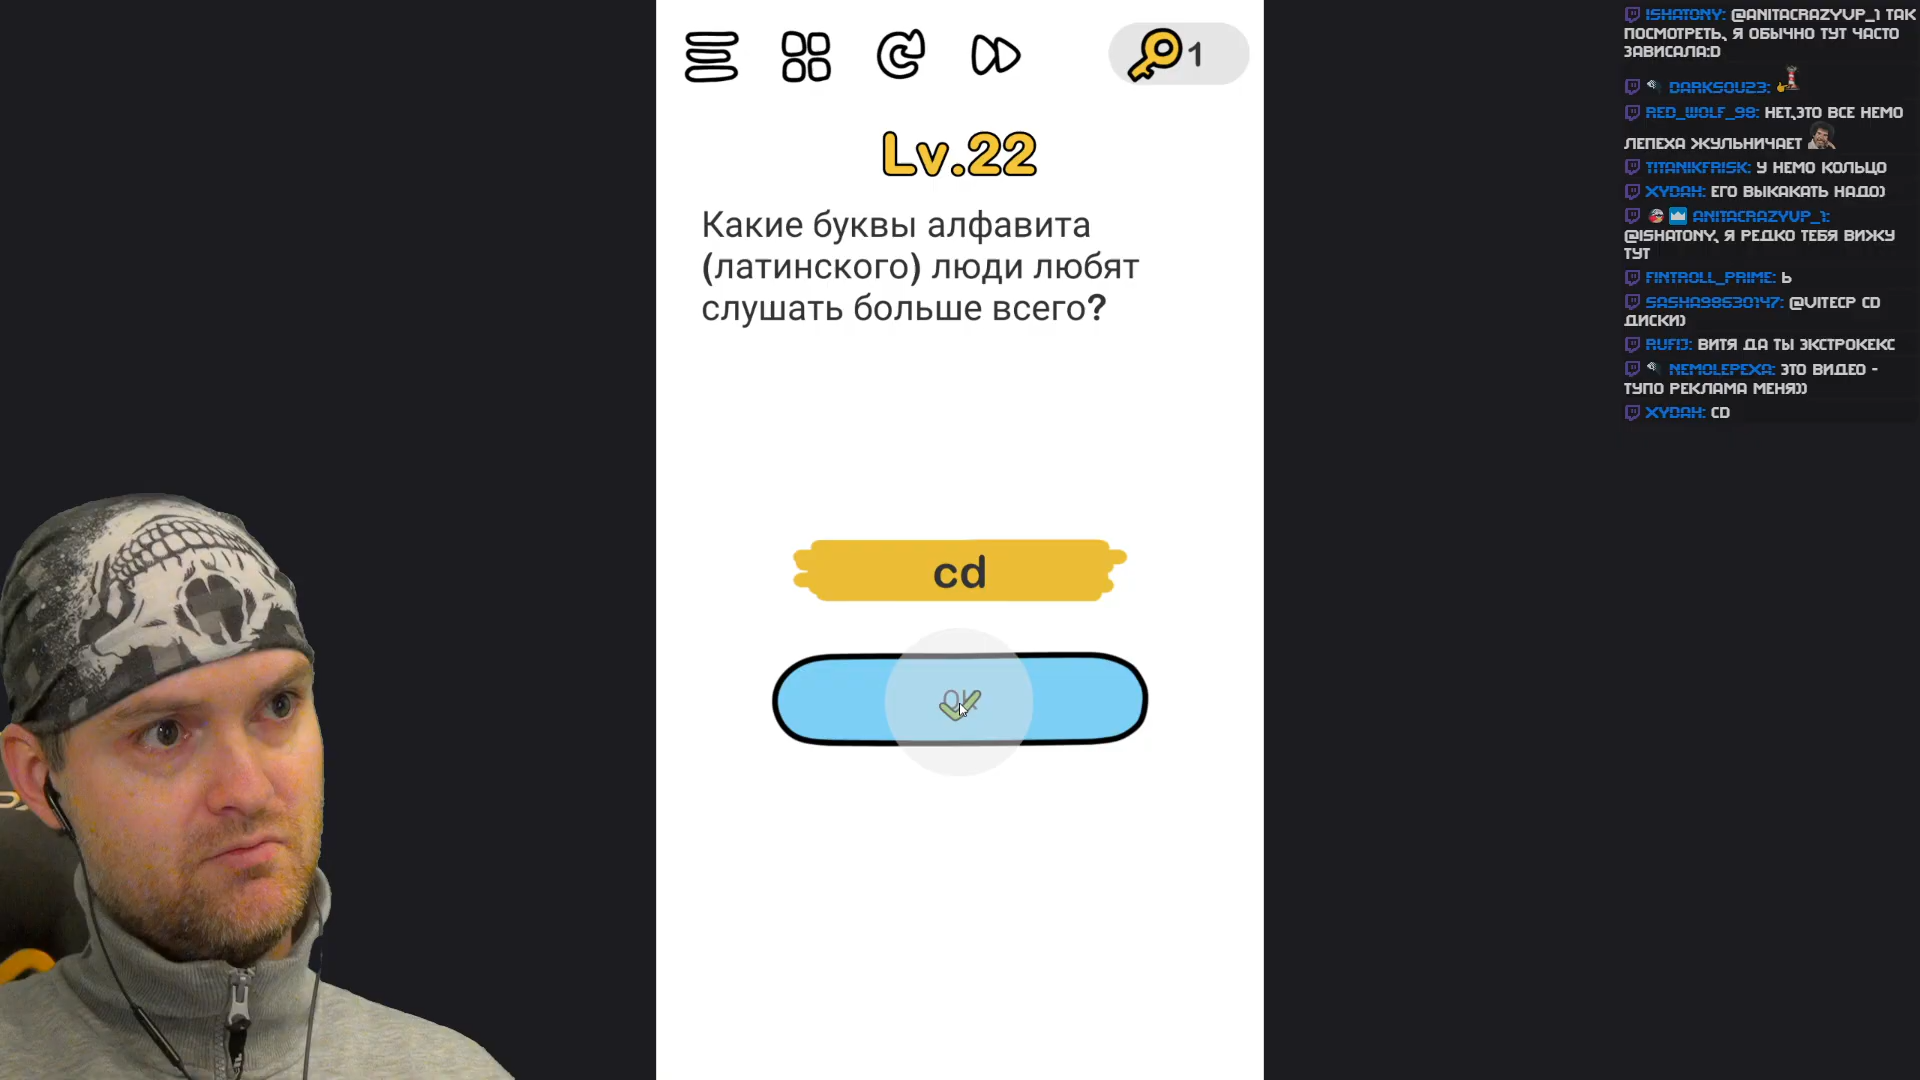 1
Lv.22
Какие буквы алфавита
(латинского) люди любят
слушать больше всего?
cd
OK
ISHATONY: @ANITACRAZYVP_1 ТАК
ПОСМОТРЕТЬ, Я ОБЫЧНО ТУТ ЧАСТО
ЗАВИСАЛА:D
DARKSOU23:
RED_WOLF_98: НЕТ,ЭТО ВСЕ НЕМО
ЛЕПЕХА ЖУЛЬНИЧАЕТ
TITANIKFRISK: У НЕМО КОЛЬЦО
XYDAH: ЕГО ВЫКАКАТЬ НАДО)
ANITACRAZYVP_1:
@ISHATONY, Я РЕДКО ТЕБЯ ВИЖУ
ТУТ
FINTROLL_PRIME: Ь
SASHA98630147: @VITECP CD
ДИСКИ)
RUFIJ: ВИТЯ ДА ТЫ ЭКСТРОКЕКС
NEMOLEPEXA: ЭТО ВИДЕО -
ТУПО РЕКЛАМА МЕНЯ))
XYDAH: CD